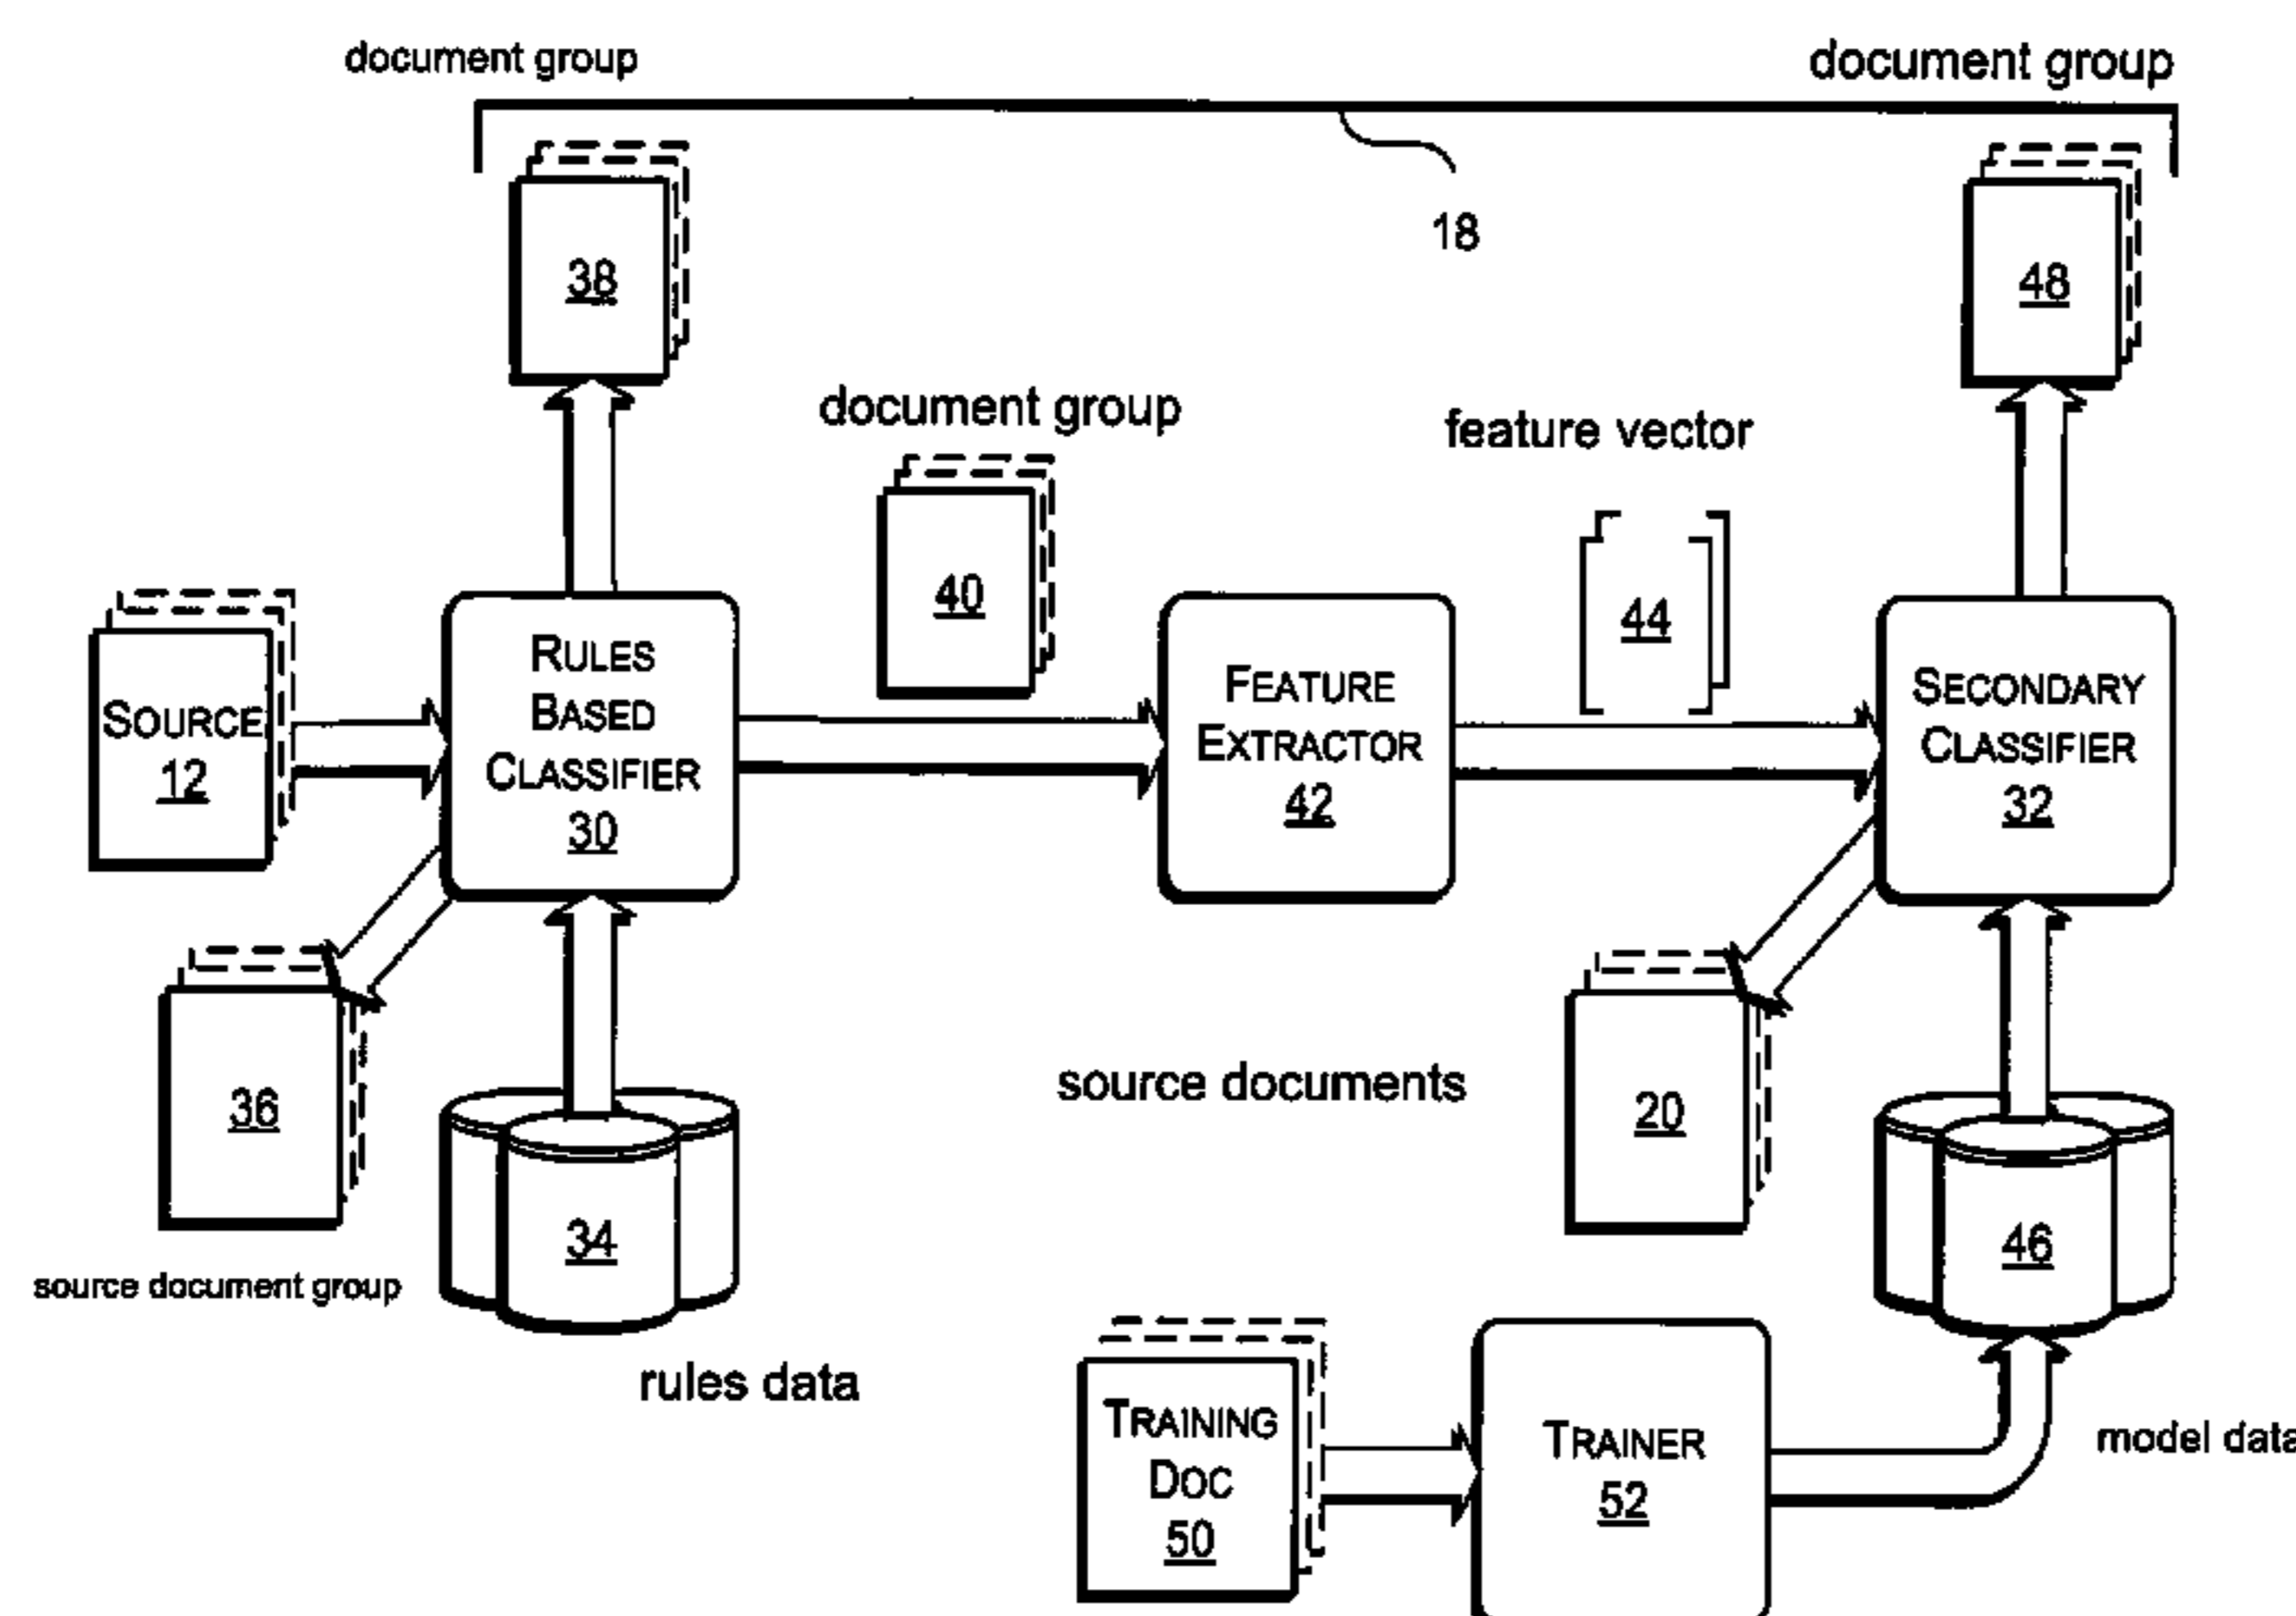 document group
document group
18
38
48
document group
feature vector
40
44
SOURCE
12
RULES
BASED
CLASSIFIER
30
FEATURE
EXTRACTOR
42
SECONDARY
CLASSIFIER
32
36
source documents
20
34
46
source document group
rules data
TRAINING
DOC
50
TRAINER
52
model data